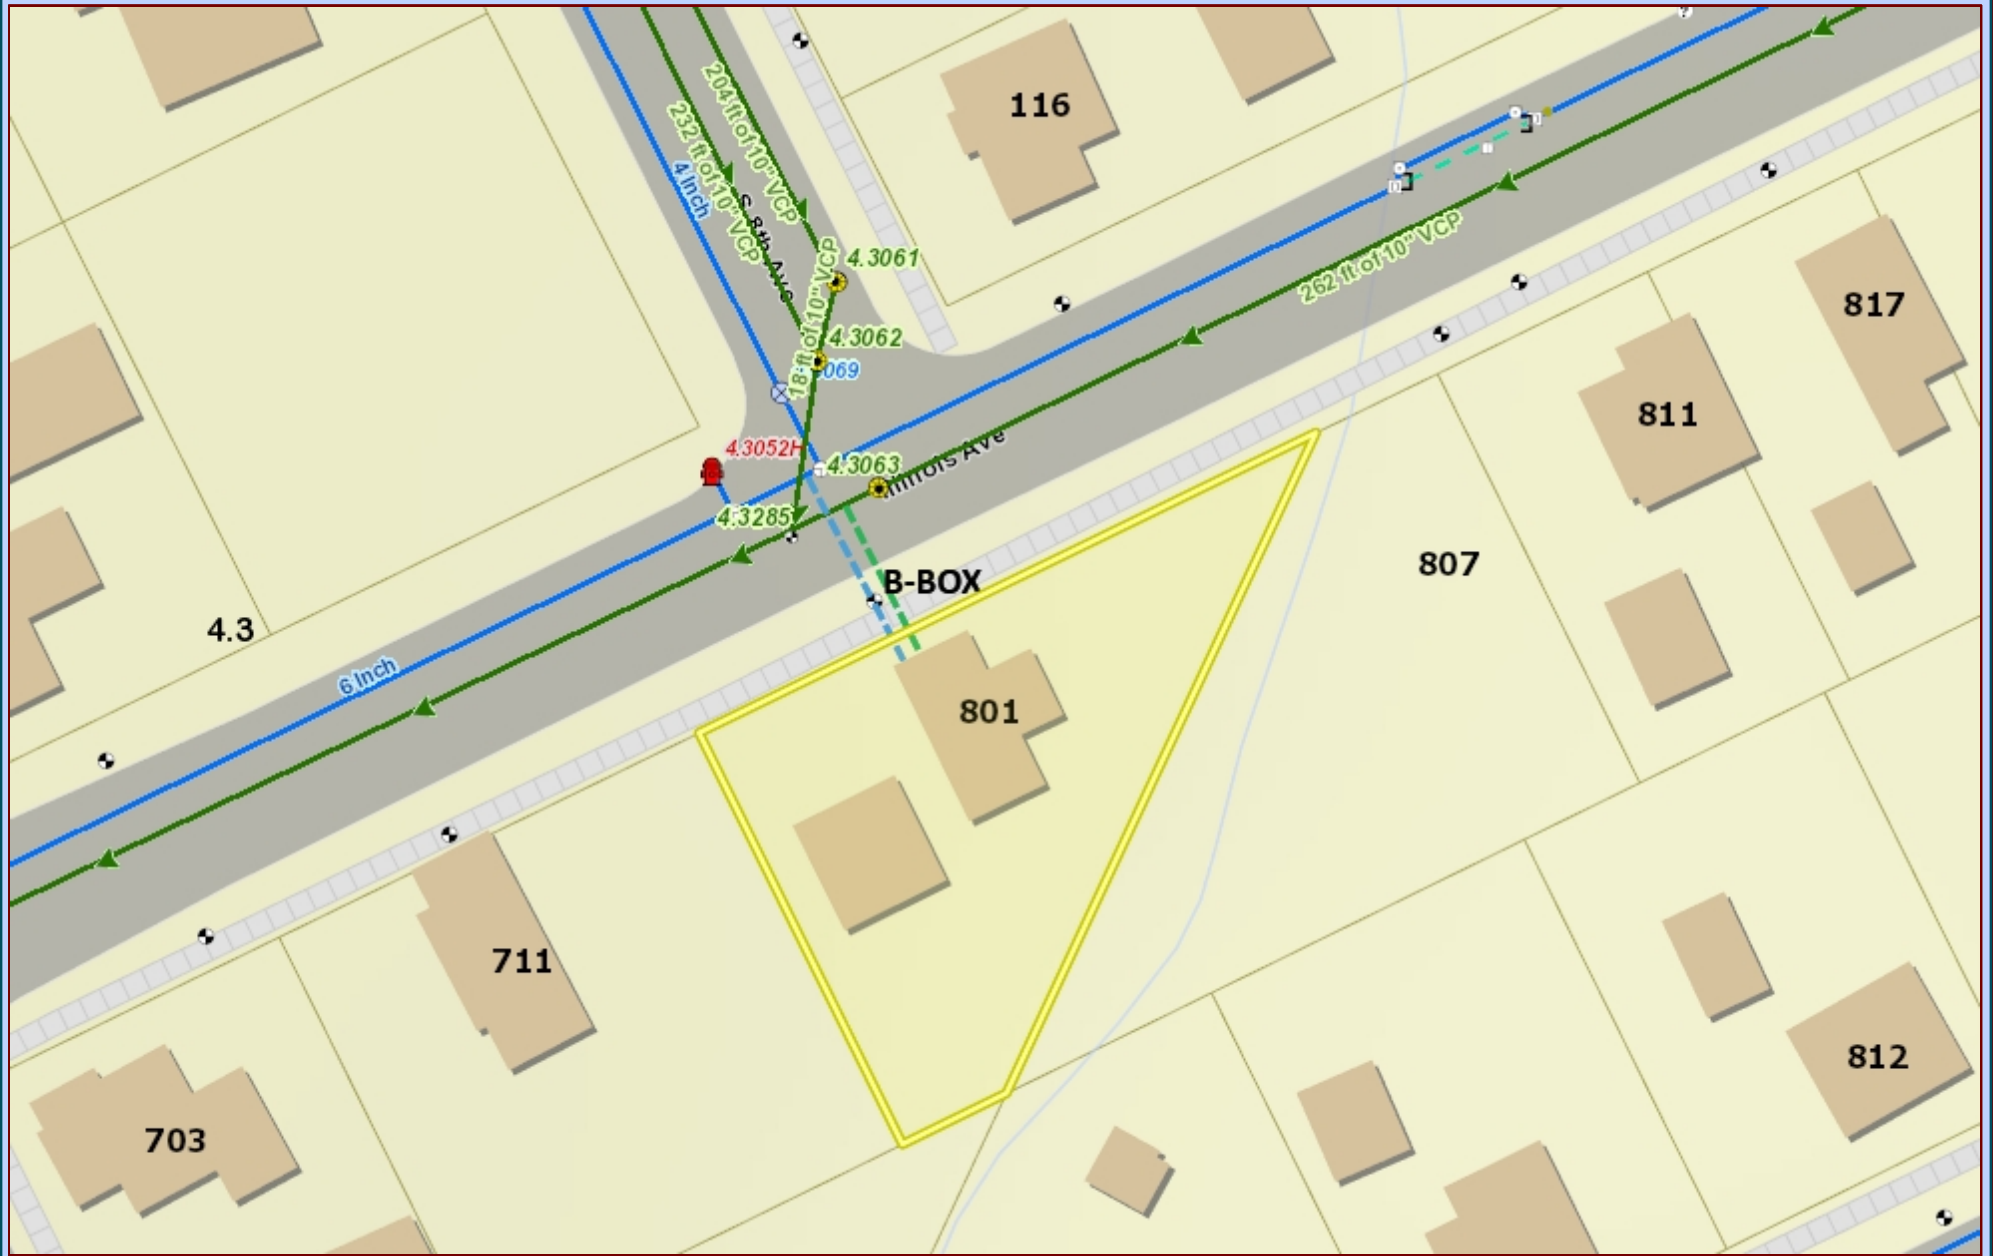 116
204 ft of 10" VCP
232 ft of 10" VCP
4 Inch
S 8th Ave
18 ft of 10" VCP
4.3061
262 ft of 10" VCP
817
4.3062
069
811
4.3052H
4.3063
Illinois Ave
4.3285
807
B-BOX
4.3
6 Inch
801
711
812
703